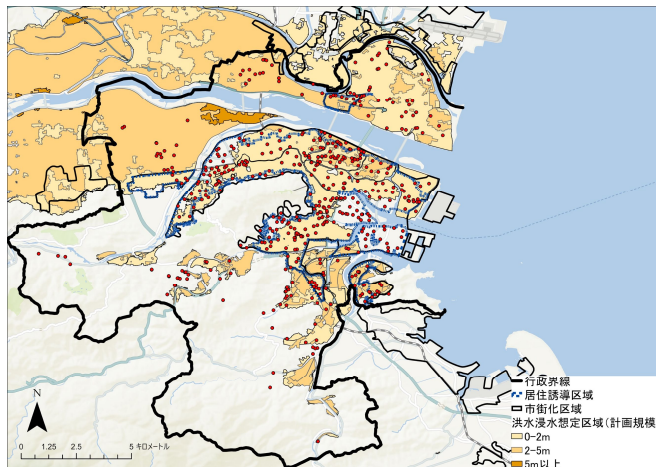 行政界線
居住誘導区域
市街化区域
洪水浸水想定区域(計画規模
0-2m
2-5m
5m以上
N
0 1.25 2.5 5 キロメートル